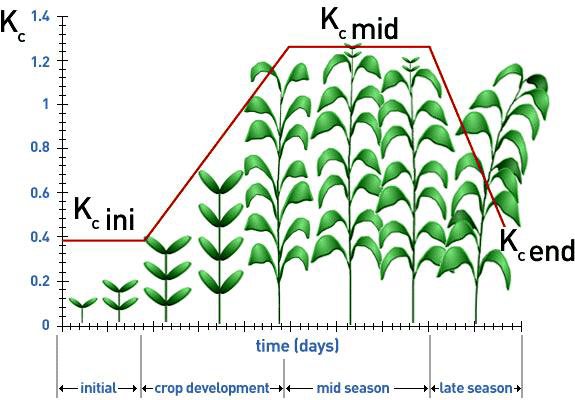 Kc
1.4
1.2
1
0.8
0.6
0.4
0.2
0
Kc mid
Kc ini
Kc end
time (days)
initial
crop development
mid season
late season